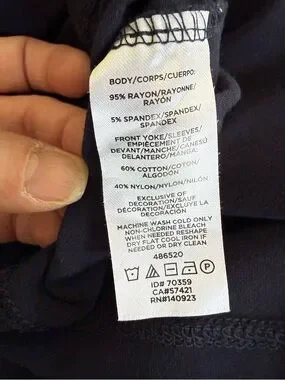 BODY/CORPS/CUERPO:
95% RAYON/RAYONNE/
RAYÓN
5% SPANDEX/SPANDEX/
SPANDEX
FRONT YOKE/SLEEVES/
EMPIÈCEMENT DE
DEVANT/MANCHE/CANESÚ
DELANTERO/MANGA:
60% COTTON/COTON/
ALGODÓN
40% NYLON/NYLON/NILÓN
EXCLUSIVE OF
DECORATION/SAUF
DÉCORATION/EXCLUYE LA
DECORACIÓN
MACHINE WASH COLD ONLY
NON-CHLORINE BLEACH
WHEN NEEDED RESHAPE
DRY FLAT COOL IRON IF
NEEDED OR DRY CLEAN
486520
P
ID# 70359
CA#57421
RN#140923